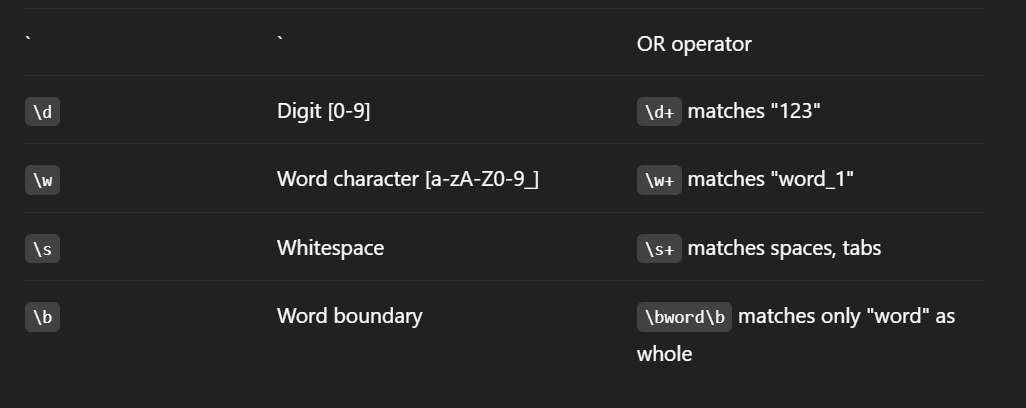 ` ` OR operator
\d Digit [0-9] \d+ matches "123"
\w Word character [a-zA-Z0-9_] \w+ matches "word_1"
\s Whitespace \s+ matches spaces, tabs
\b Word boundary \bword\b matches only "word" as
whole